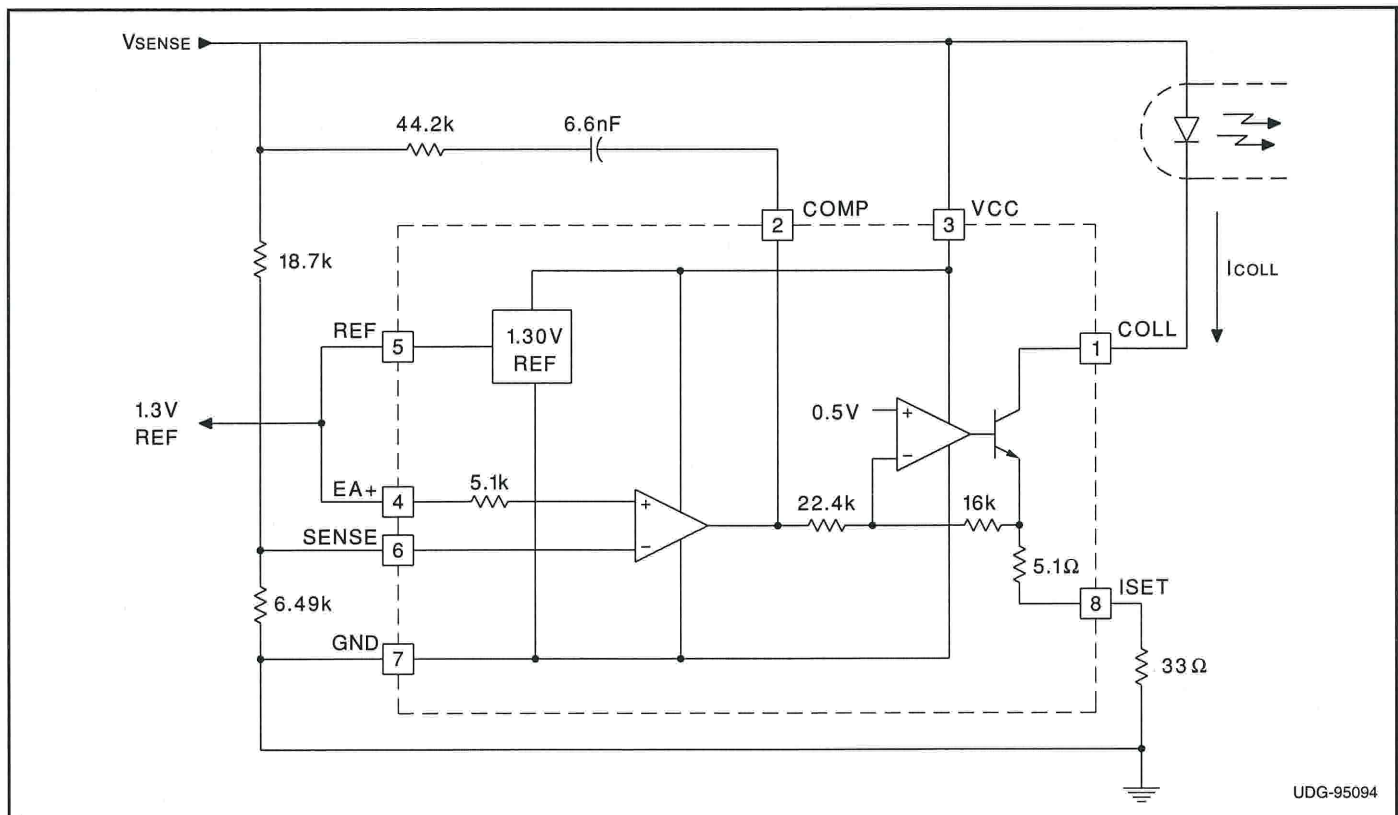 VSENSE
44.2k
6.6nF
COMP
VCC
2
3
18.7k
ICOLL
REF
5
1.30V
REF
COLL
1
1.3V
REF
0.5V
+
−
EA+
4
5.1k
+
−
22.4k
16k
SENSE
6
5.1Ω
ISET
8
6.49k
GND
7
33Ω
UDG-95094